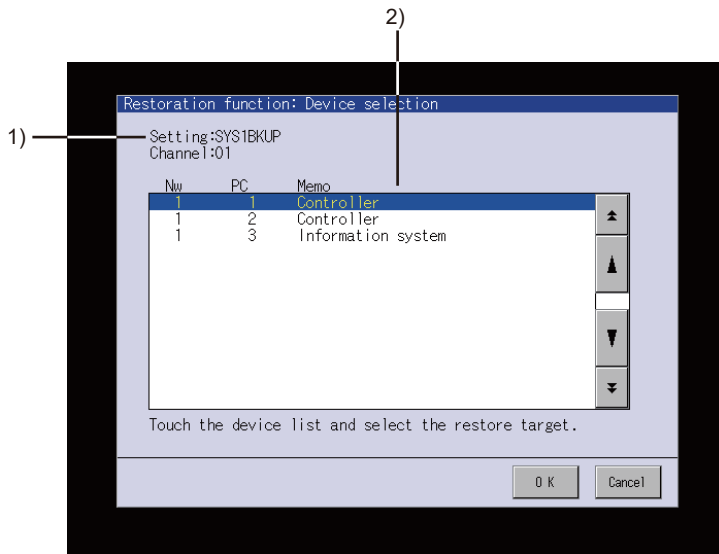 2)
Restoration function: Device selection
1)
Setting:SYS1BKUP
Channel:01
Nw PC Memo
1 1 Controller
1 2 Controller
1 3 Information system
Touch the device list and select the restore target.
OK Cancel